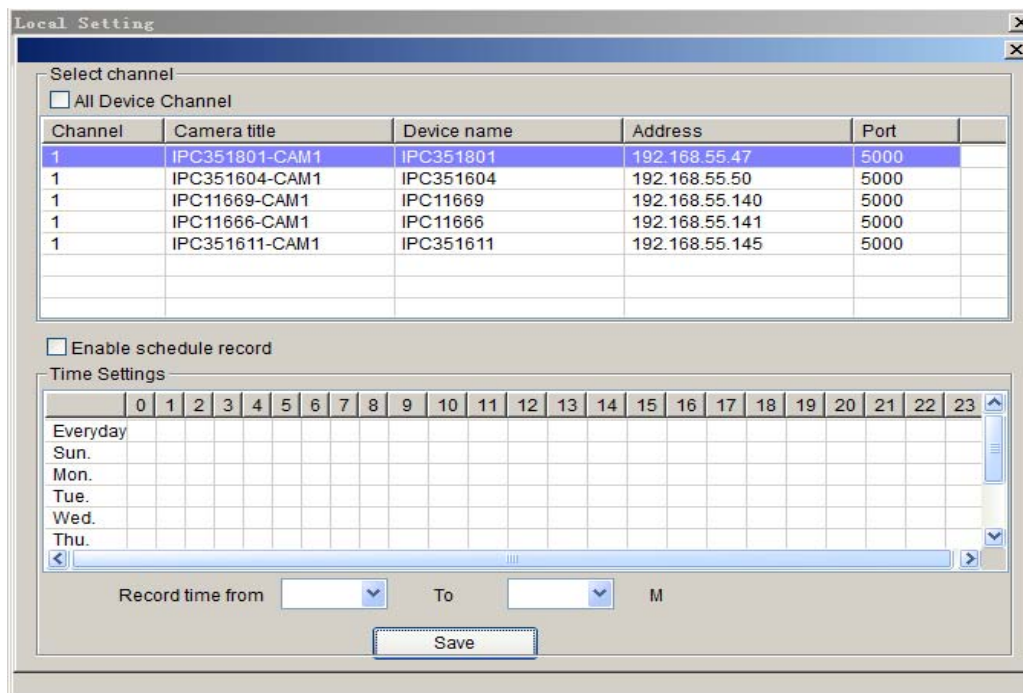 Local Setting
Select channel
All Device Channel
Channel Camera title Device name Address Port
1 IPC351801-CAM1 IPC351801 192.168.55.47 5000
1 IPC351604-CAM1 IPC351604 192.168.55.50 5000
1 IPC11669-CAM1 IPC11669 192.168.55.140 5000
1 IPC11666-CAM1 IPC11666 192.168.55.141 5000
1 IPC351611-CAM1 IPC351611 192.168.55.145 5000
Enable schedule record
Time Settings
0 1 2 3 4 5 6 7 8 9 10 11 12 13 14 15 16 17 18 19 20 21 22 23
Everyday
Sun.
Mon.
Tue.
Wed.
Thu.
Record time from To M
Save